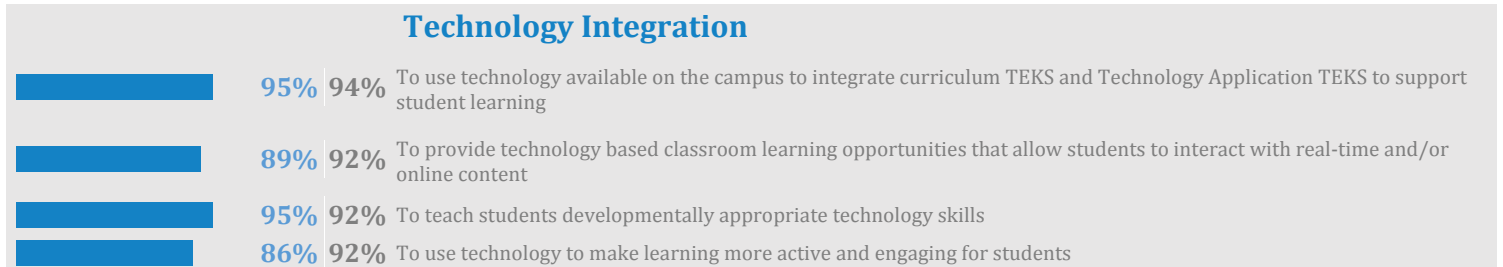 Technology Integration
95% 94% To use technology available on the campus to integrate curriculum TEKS and Technology Application TEKS to support
student learning
89% 92% To provide technology based classroom learning opportunities that allow students to interact with real-time and/or
online content
95% 92% To teach students developmentally appropriate technology skills
86% 92% To use technology to make learning more active and engaging for students